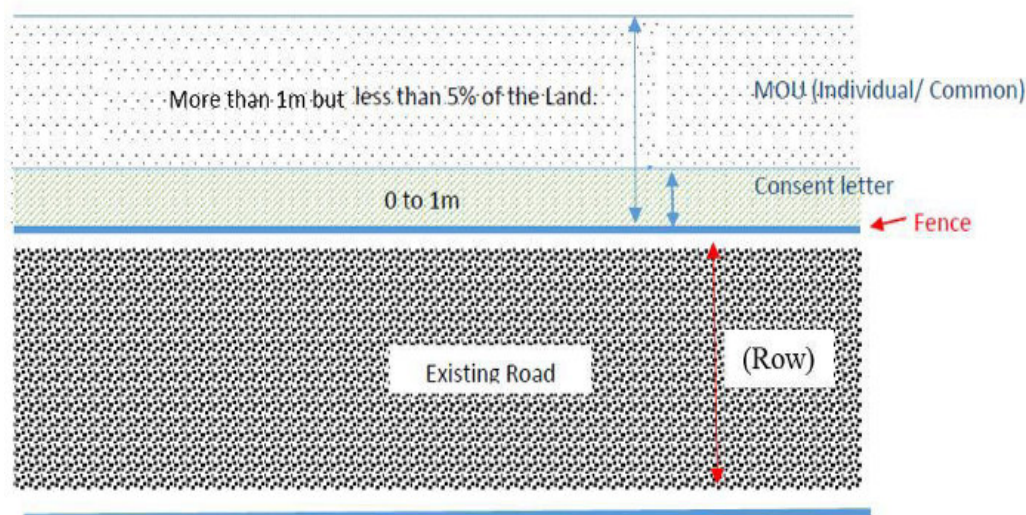 More than 1m but less than 5% of the Land.
MOU (Individual/ Common)
0 to 1m
Consent letter
Fence
Existing Road
(Row)